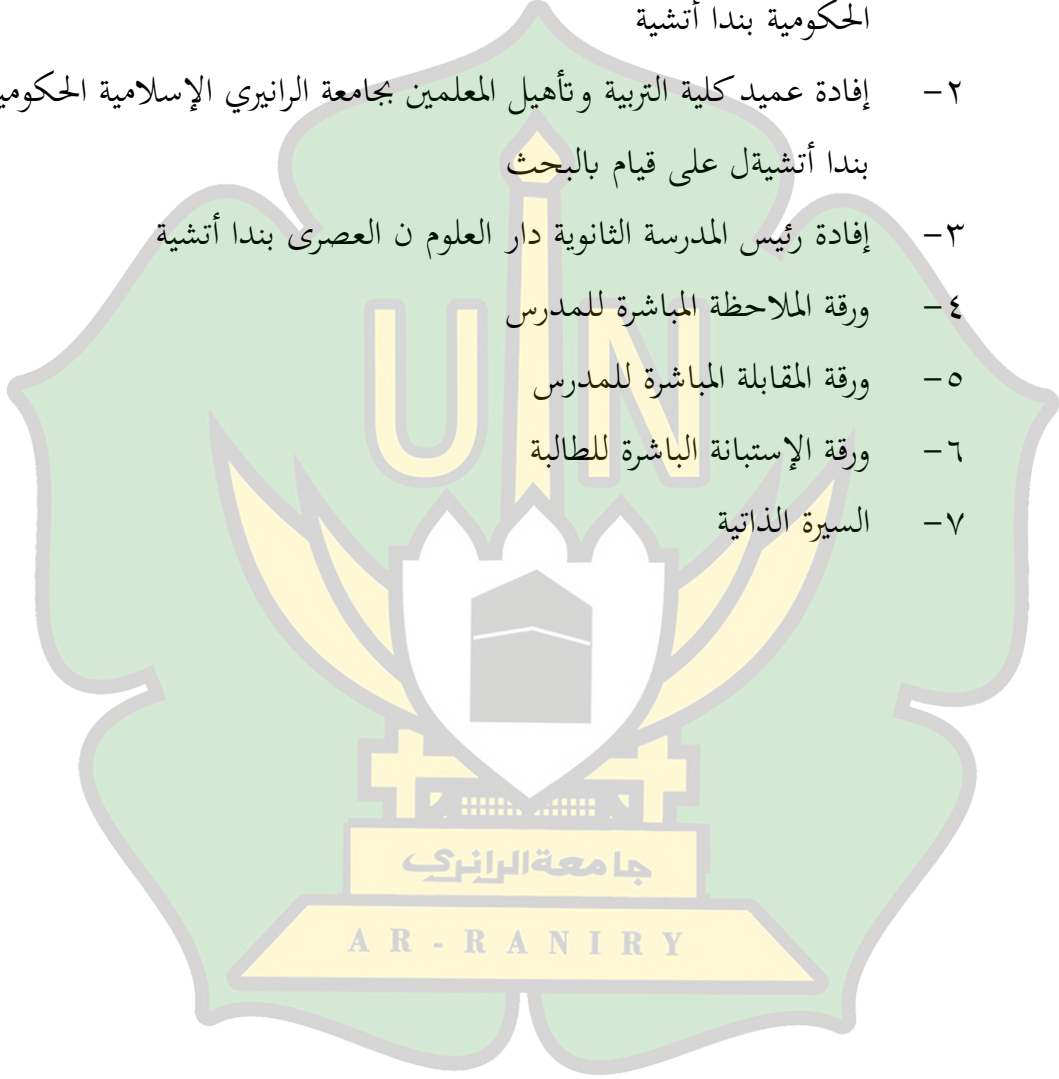 الحكومية بندا أتشية
٢- إفادة عميد كلية التربية وتأهيل المعلمين بجامعة الرانيري الإسلامية الحكومي
بندا أتشيةل على قيام بالبحث
٣- إفادة رئيس المدرسة الثانوية دار العلوم ن العصرى بندا أتشية
٤- ورقة الملاحظة المباشرة للمدرس
٥- ورقة المقابلة المباشرة للمدرس
٦- ورقة الإستبانة الباشرة للطالبة
٧- السيرة الذاتية
UIN
جامعة الرانري
AR-RANIRY